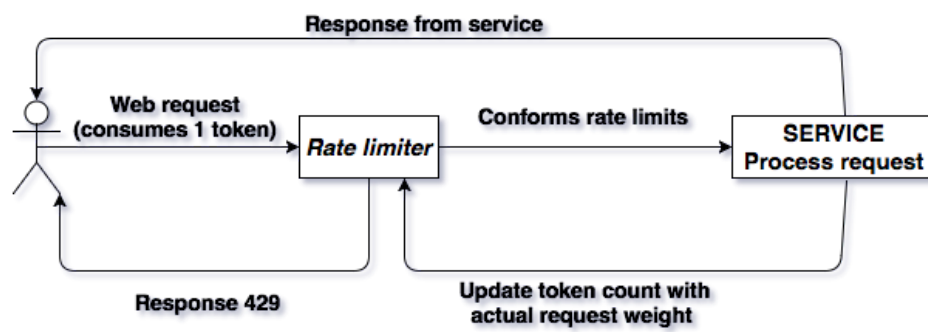 Response from service
Web request
(consumes 1 token)
Conforms rate limits
Rate limiter
SERVICE
Process request
Response 429
Update token count with
actual request weight